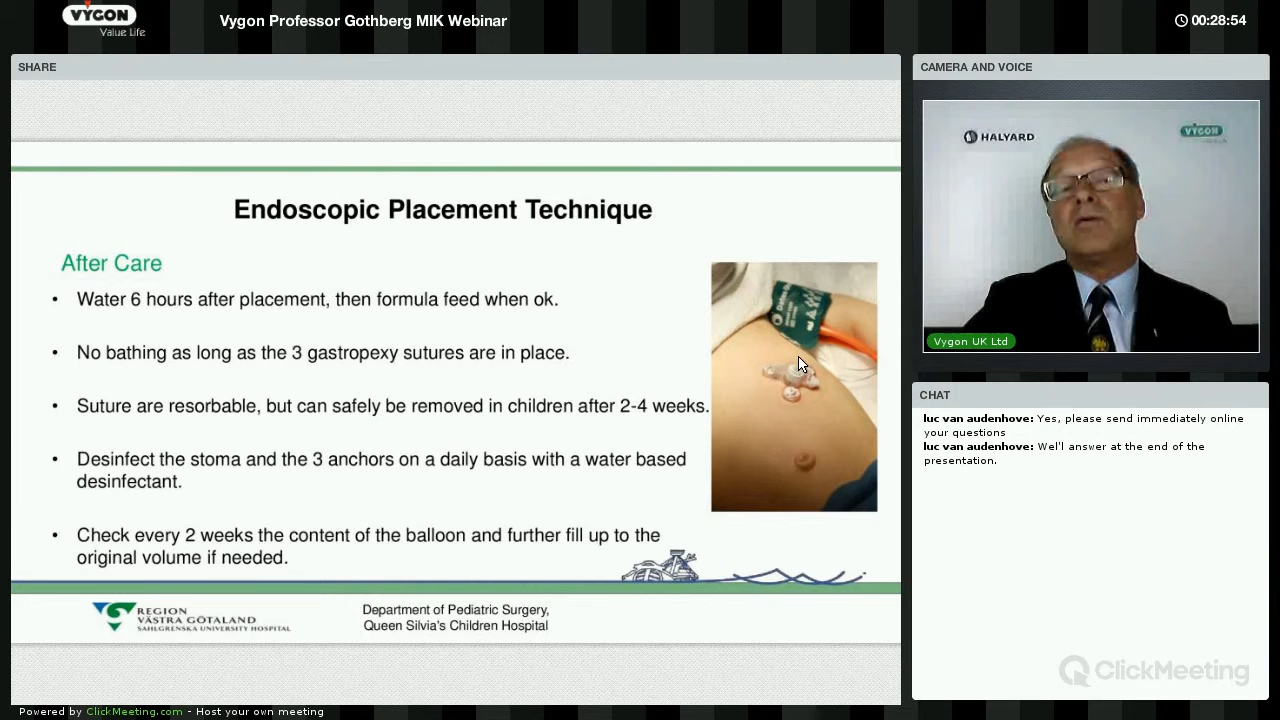 VYGON
Value Life
Vygon Professor Gothberg MIK Webinar
00:28:54
SHARE
CAMERA AND VOICE
Endoscopic Placement Technique
After Care
• Water 6 hours after placement, then formula feed when ok.
• No bathing as long as the 3 gastropexy sutures are in place.
• Suture are resorbable, but can safely be removed in children after 2-4 weeks.
• Desinfect the stoma and the 3 anchors on a daily basis with a water based
desinfectant.
• Check every 2 weeks the content of the balloon and further fill up to the
original volume if needed.
REGION
VÄSTRA GÖTALAND
SAHLGRENSKA UNIVERSITY HOSPITAL
Department of Pediatric Surgery,
Queen Silvia's Children Hospital
HALYARD
VYGON
Vygon UK Ltd
CHAT
luc van audenhove: Yes, please send immediately online
your questions
luc van audenhove: Wel'l answer at the end of the
presentation.
ClickMeeting
Powered by ClickMeeting.com - Host your own meeting